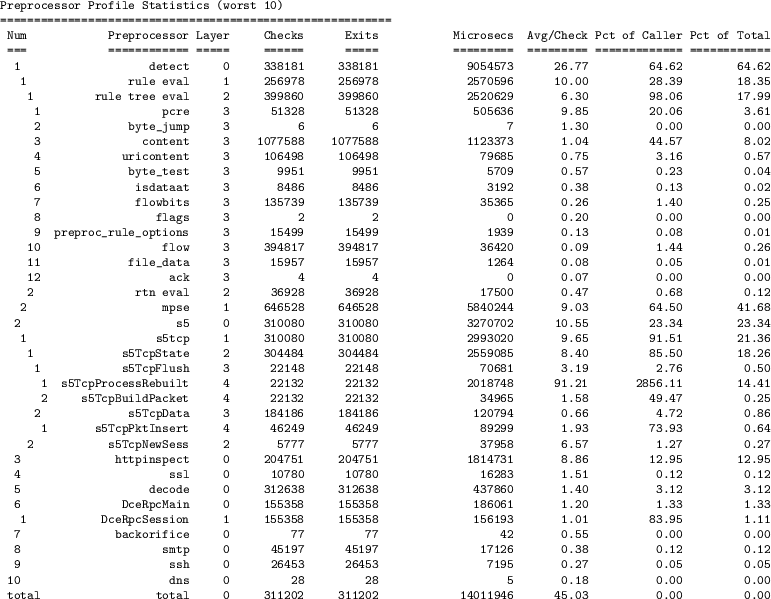 Preprocessor Profile Statistics (worst 10)
==========================================================
Num Preprocessor Layer Checks Exits Microsecs Avg/Check Pct of Caller Pct of Total
=== ============ ===== ====== ===== ========= ========= ============= ============
1 detect 0 338181 338181 9054573 26.77 64.62 64.62
1 rule eval 1 256978 256978 2570596 10.00 28.39 18.35
1 rule tree eval 2 399860 399860 2520629 6.30 98.06 17.99
1 pcre 3 51328 51328 505636 9.85 20.06 3.61
2 byte_jump 3 6 6 7 1.30 0.00 0.00
3 content 3 1077588 1077588 1123373 1.04 44.57 8.02
4 uricontent 3 106498 106498 79685 0.75 3.16 0.57
5 byte_test 3 9951 9951 5709 0.57 0.23 0.04
6 isdataat 3 8486 8486 3192 0.38 0.13 0.02
7 flowbits 3 135739 135739 35365 0.26 1.40 0.25
8 flags 3 2 2 0 0.20 0.00 0.00
9 preproc_rule_options 3 15499 15499 1939 0.13 0.08 0.01
10 flow 3 394817 394817 36420 0.09 1.44 0.26
11 file_data 3 15957 15957 1264 0.08 0.05 0.01
12 ack 3 4 4 0 0.07 0.00 0.00
2 rtn eval 2 36928 36928 17500 0.47 0.68 0.12
2 mpse 1 646528 646528 5840244 9.03 64.50 41.68
2 s5 0 310080 310080 3270702 10.55 23.34 23.34
1 s5tcp 1 310080 310080 2993020 9.65 91.51 21.36
1 s5TcpState 2 304484 304484 2559085 8.40 85.50 18.26
1 s5TcpFlush 3 22148 22148 70681 3.19 2.76 0.50
1 s5TcpProcessRebuilt 4 22132 22132 2018748 91.21 2856.11 14.41
2 s5TcpBuildPacket 4 22132 22132 34965 1.58 49.47 0.25
2 s5TcpData 3 184186 184186 120794 0.66 4.72 0.86
1 s5TcpPktInsert 4 46249 46249 89299 1.93 73.93 0.64
2 s5TcpNewSess 2 5777 5777 37958 6.57 1.27 0.27
3 httpinspect 0 204751 204751 1814731 8.86 12.95 12.95
4 ssl 0 10780 10780 16283 1.51 0.12 0.12
5 decode 0 312638 312638 437860 1.40 3.12 3.12
6 DceRpcMain 0 155358 155358 186061 1.20 1.33 1.33
1 DceRpcSession 1 155358 155358 156193 1.01 83.95 1.11
7 backorifice 0 77 77 42 0.55 0.00 0.00
8 smtp 0 45197 45197 17126 0.38 0.12 0.12
9 ssh 0 26453 26453 7195 0.27 0.05 0.05
10 dns 0 28 28 5 0.18 0.00 0.00
total total 0 311202 311202 14011946 45.03 0.00 0.00